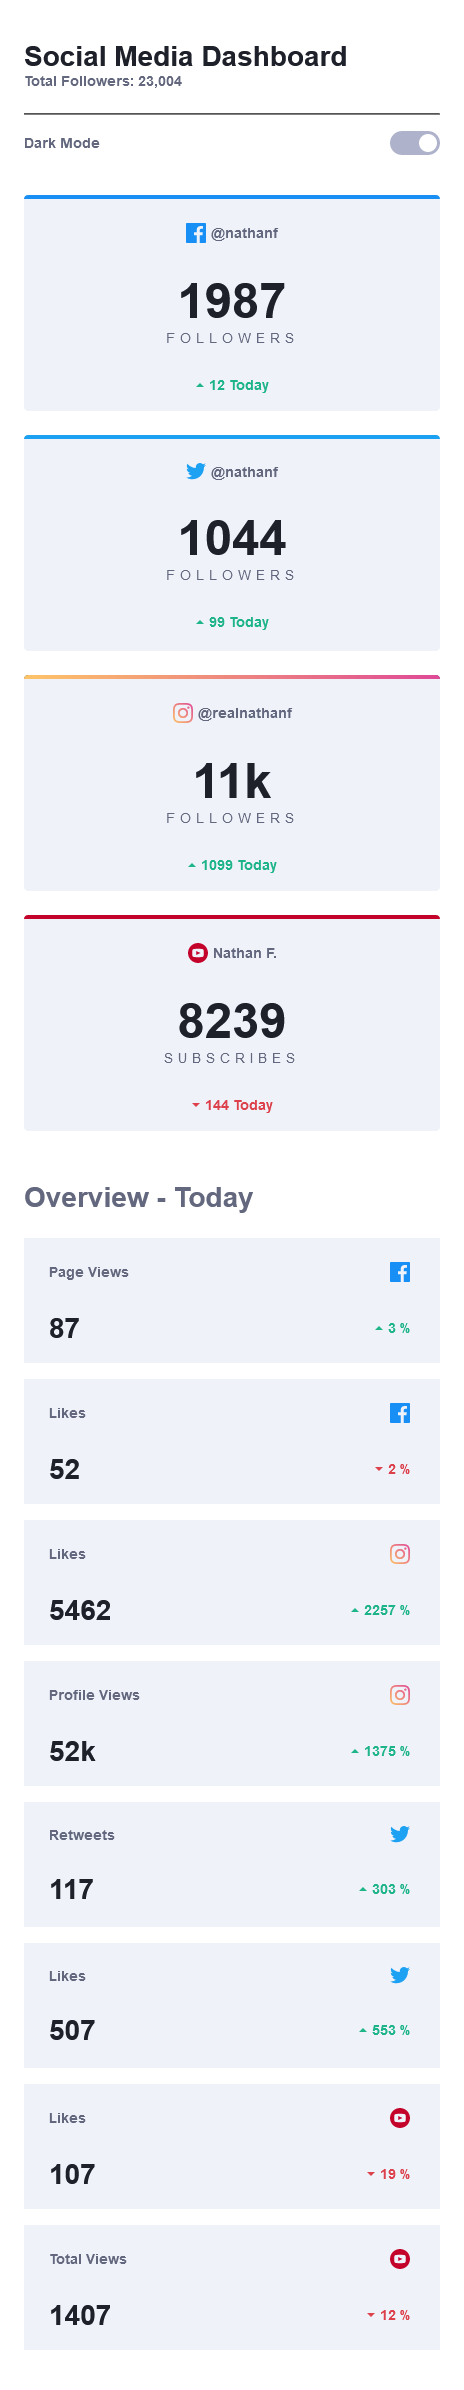 Social Media Dashboard
Total Followers: 23,004
Dark Mode
@nathanf
1987
FOLLOWERS
12 Today
@nathanf
1044
FOLLOWERS
99 Today
@realnathanf
11k
FOLLOWERS
1099 Today
Nathan F.
8239
SUBSCRIBES
144 Today
Overview - Today
Page Views
87 3 %
Likes
52 2 %
Likes
5462 2257 %
Profile Views
52k 1375 %
Retweets
117 303 %
Likes
507 553 %
Likes
107 19 %
Total Views
1407 12 %